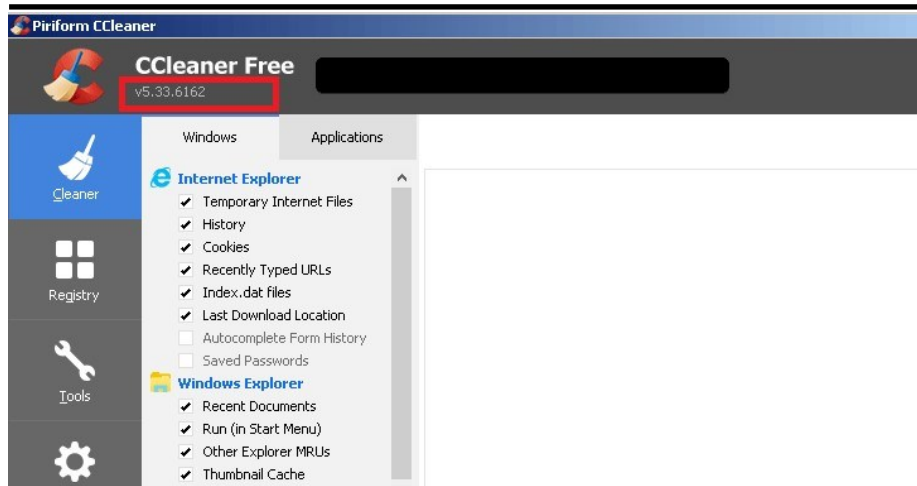 Piriform CCleaner
CCleaner Free
v5.33.6162
Windows Applications
Cleaner
Registry
Tools
Internet Explorer
Temporary Internet Files
History
Cookies
Recently Typed URLs
Index.dat files
Last Download Location
Autocomplete Form History
Saved Passwords
Windows Explorer
Recent Documents
Run (in Start Menu)
Other Explorer MRUs
Thumbnail Cache